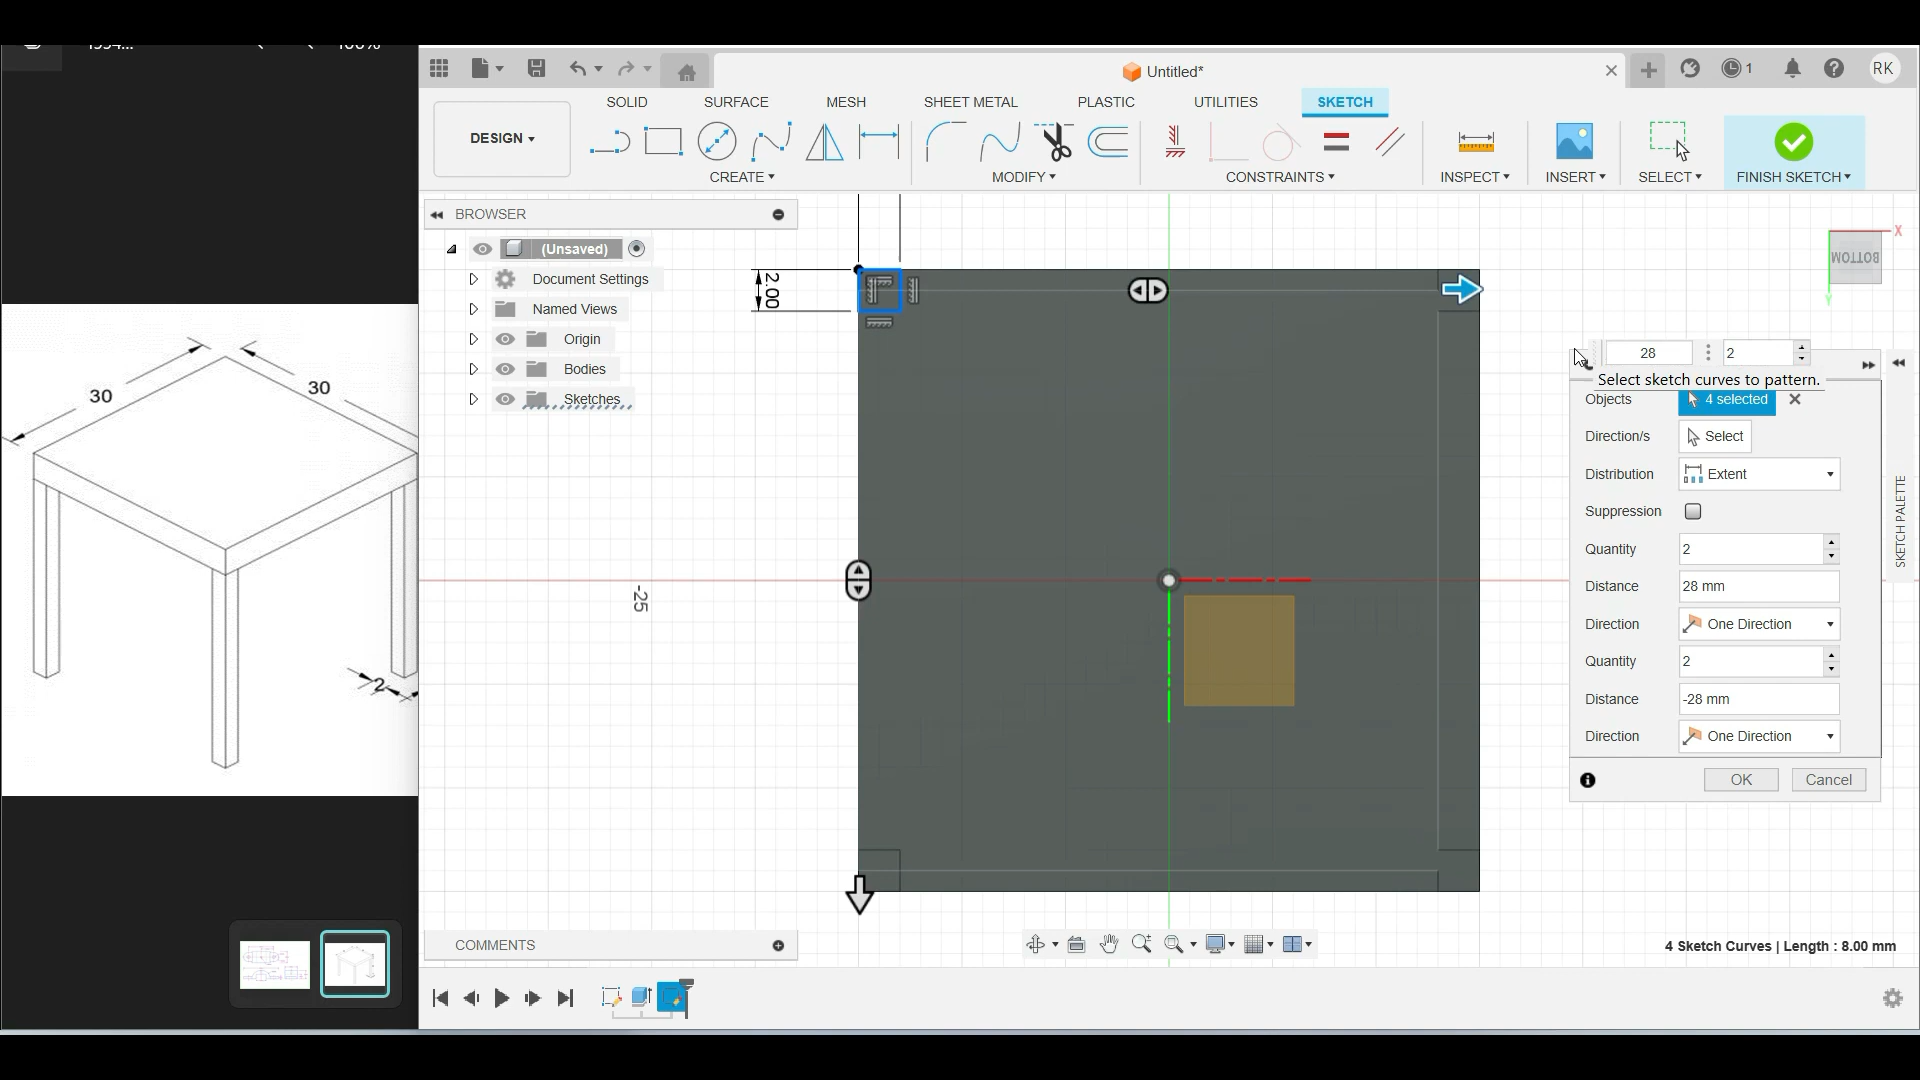 Untitled*
1
RK
DESIGN
SOLID
SURFACE
MESH
SHEET METAL
PLASTIC
UTILITIES
SKETCH
CREATE
MODIFY
CONSTRAINTS
INSPECT
INSERT
SELECT
FINISH SKETCH
BROWSER
(Unsaved)
Document Settings
Named Views
Origin
Bodies
Sketches
2.00
-25
X
BOTTOM
Y
28
2
Select sketch curves to pattern.
Objects
4 selected
Direction/s
Select
Distribution
Extent
Suppression
Quantity
2
Distance
28 mm
Direction
One Direction
Quantity
2
Distance
-28 mm
Direction
One Direction
OK
Cancel
SKETCH PALETTE
30
30
2
COMMENTS
4 Sketch Curves | Length : 8.00 mm